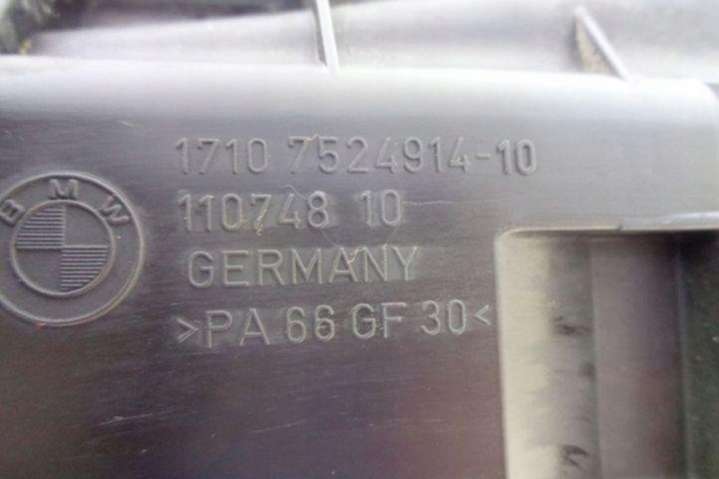 1710 7524914-10
110748 10
BMW
GERMANY
>PA 66 GF 30<